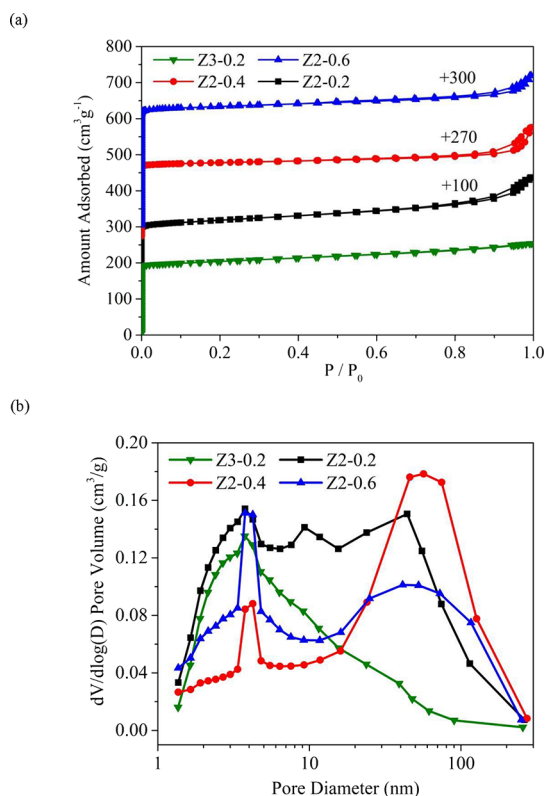 (a)
Z3-0.2 Z2-0.6
Z2-0.4 Z2-0.2
+300
+270
+100
Amount Adsorbed (cm³g⁻¹)
800
700
600
500
400
300
200
100
0
0.0 0.2 0.4 0.6 0.8 1.0
P / P₀
(b)
Z3-0.2 Z2-0.2
Z2-0.4 Z2-0.6
dV/dlog(D) Pore Volume (cm³/g)
0.20
0.16
0.12
0.08
0.04
0.00
1 10 100
Pore Diameter (nm)